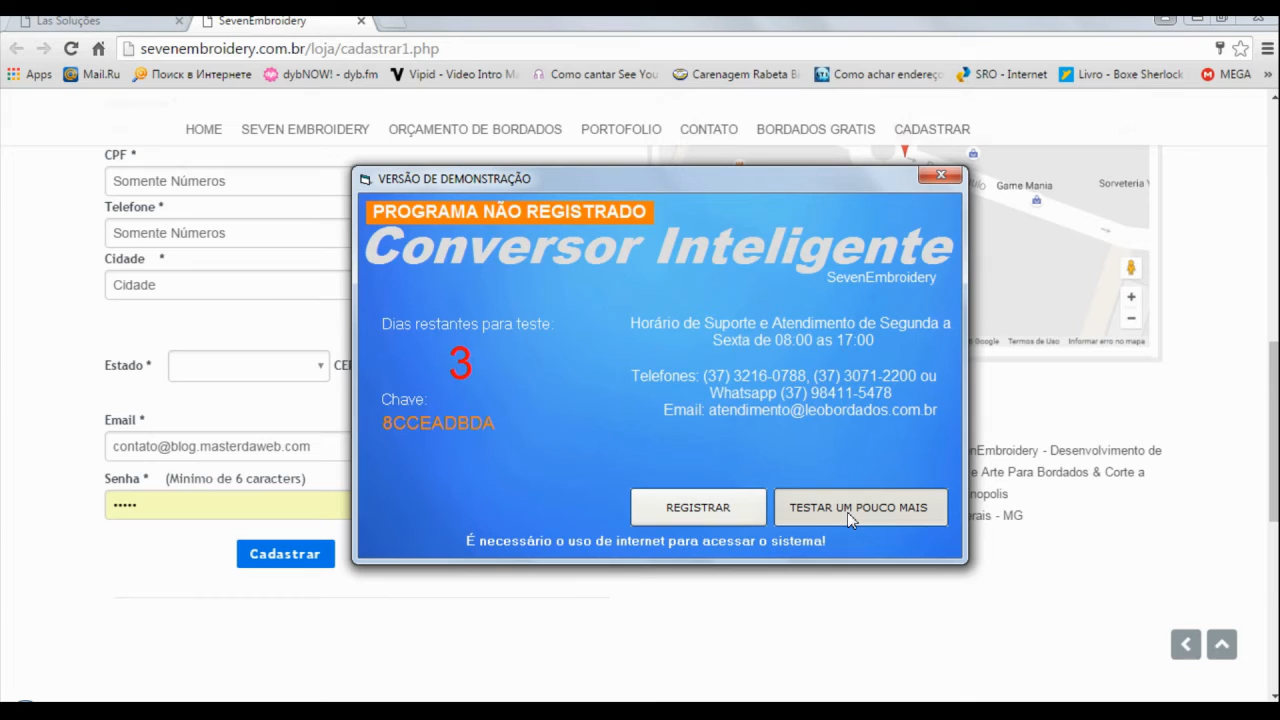 Las Soluções
SevenEmbroidery
sevenembroidery.com.br/loja/cadastrar1.php
Apps
Mail.Ru
Поиск в Интернете
dybNOW! - dyb.fm
Vipid - Video Intro M
Como cantar See You
Carenagem Rabeta B
Como achar endereço
SRO - Internet
Livro - Boxe Sherlock
MEGA
»
HOME
SEVEN EMBROIDERY
ORÇAMENTO DE BORDADOS
PORTOFOLIO
CONTATO
BORDADOS GRATIS
CADASTRAR
CPF *
Somente Números
Telefone *
Somente Números
Cidade *
Cidade
Estado *
CE
Email *
contato@blog.masterdaweb.com
Senha * (Mínimo de 6 caracters)
•••••
Cadastrar
VERSÃO DE DEMONSTRAÇÃO
PROGRAMA NÃO REGISTRADO
Conversor Inteligente
SevenEmbroidery
Dias restantes para teste:
3
Chave:
8CCEADBDA
Horário de Suporte e Atendimento de Segunda a
Sexta de 08:00 as 17:00
Telefones: (37) 3216-0788, (37) 3071-2200 ou
Whatsapp (37) 98411-5478
Email: atendimento@leobordados.com.br
REGISTRAR
TESTAR UM POUCO MAIS
É necessário o uso de internet para acessar o sistema!
Game Mania
Sorveteria
+
−
Google
Termos de Uso
Informar erro no mapa
nEmbroidery - Desenvolvimento de
e Arte Para Bordados & Corte a
nopolis
erais - MG